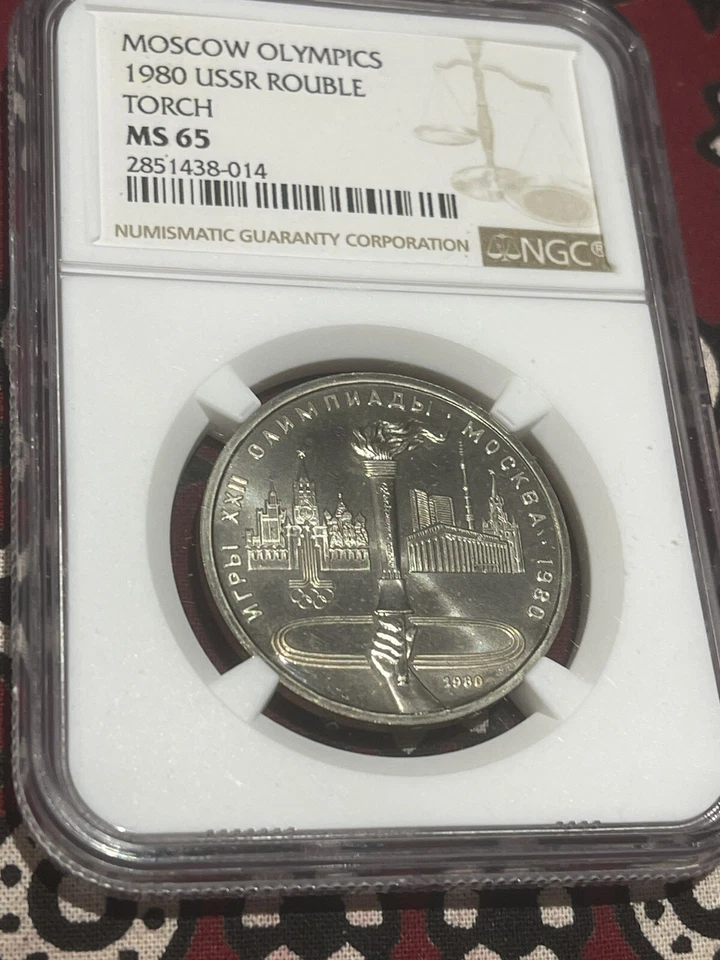 MOSCOW OLYMPICS
1980 USSR ROUBLE
TORCH
MS 65
2851438-014
NUMISMATIC GUARANTY CORPORATION
NGC®
ИГРЫ XXII ОЛИМПИАДЫ · МОСКВА · 1980
1980